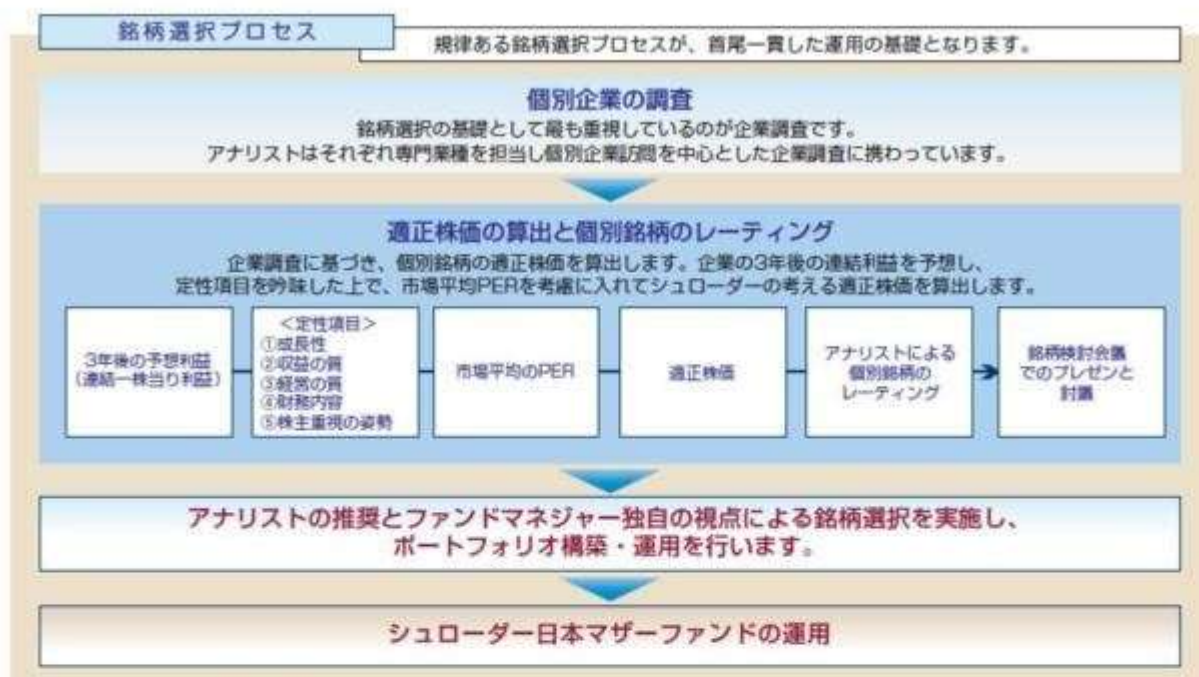 銘柄選択プロセス
規律ある銘柄選択プロセスが、首尾一貫した運用の基礎となります。
個別企業の調査
銘柄選択の基礎として最も重視しているのが企業調査です。
アナリストはそれぞれ専門業種を担当し個別企業訪問を中心とした企業調査に携わっています。
適正株価の算出と個別銘柄のレーティング
企業調査に基づき、個別銘柄の適正株価を算出します。企業の3年後の連結利益を予想し、
定性項目を吟味した上で、市場平均PERを考慮に入れてシュローダーの考える適正株価を算出します。
3年後の予想利益
(連結一株当り利益)
＜定性項目＞
①成長性
②収益の質
③経営の質
④財務内容
⑤株主重視の姿勢
市場平均のPER
適正株価
アナリストによる
個別銘柄の
レーティング
銘柄検討会議
でのプレゼンと
討議
アナリストの推奨とファンドマネジャー独自の視点による銘柄選択を実施し、
ポートフォリオ構築・運用を行います。
シュローダー日本マザーファンドの運用